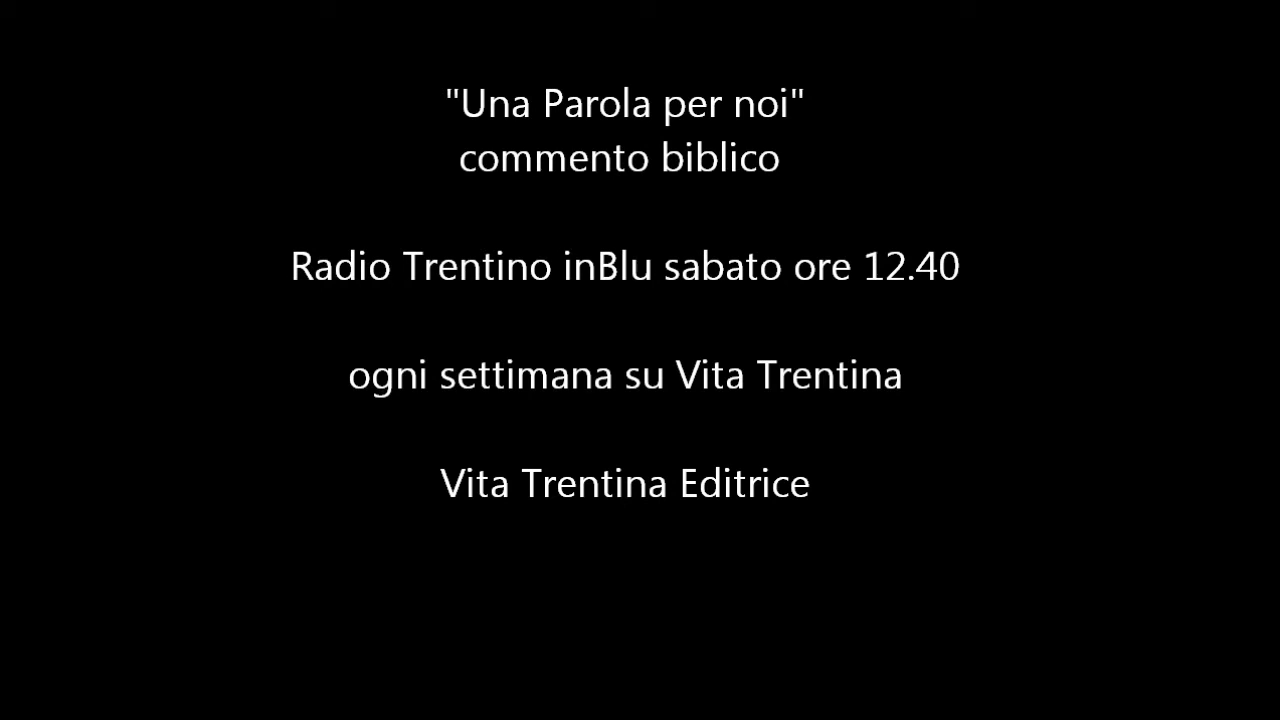 "Una Parola per noi"
commento biblico
Radio Trentino inBlu sabato ore 12.40
ogni settimana su Vita Trentina
Vita Trentina Editrice